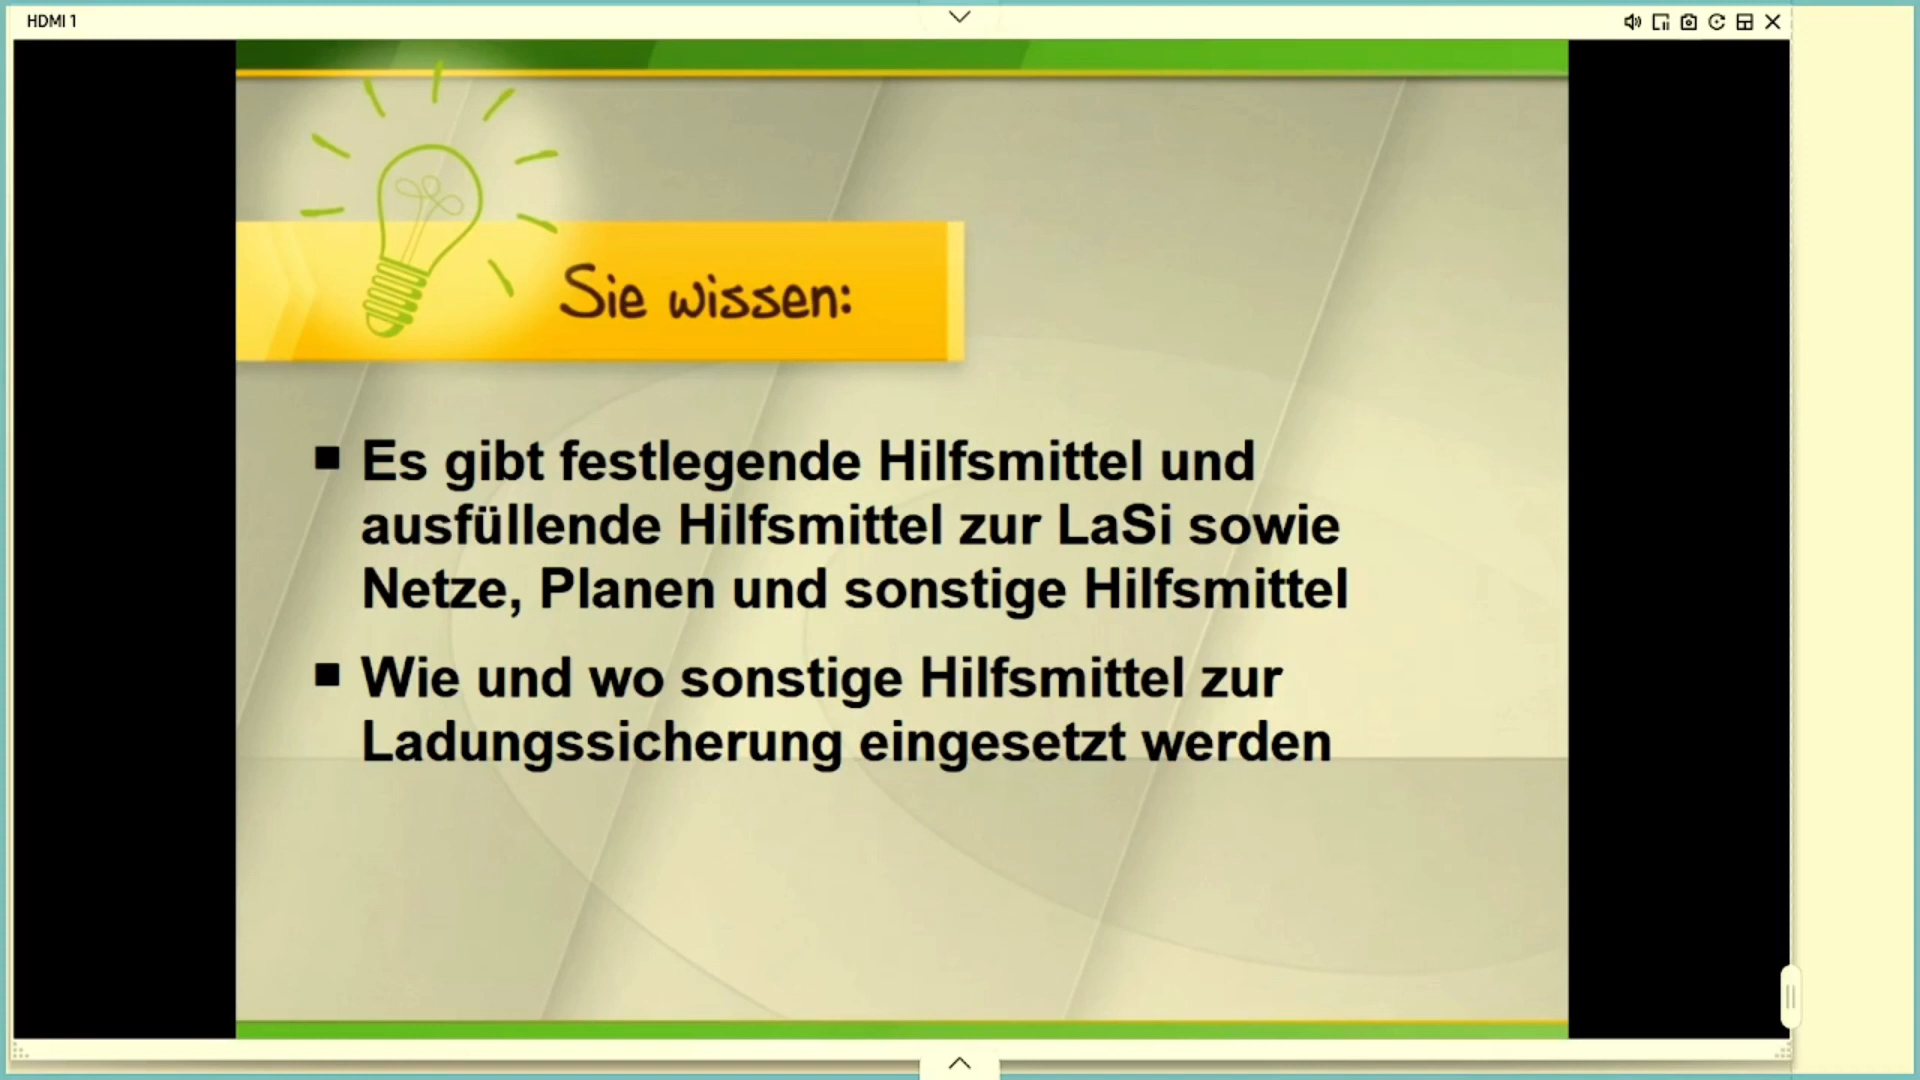 HDMI 1
Sie wissen:
■ Es gibt festlegende Hilfsmittel und
ausfüllende Hilfsmittel zur LaSi sowie
Netze, Planen und sonstige Hilfsmittel
■ Wie und wo sonstige Hilfsmittel zur
Ladungssicherung eingesetzt werden